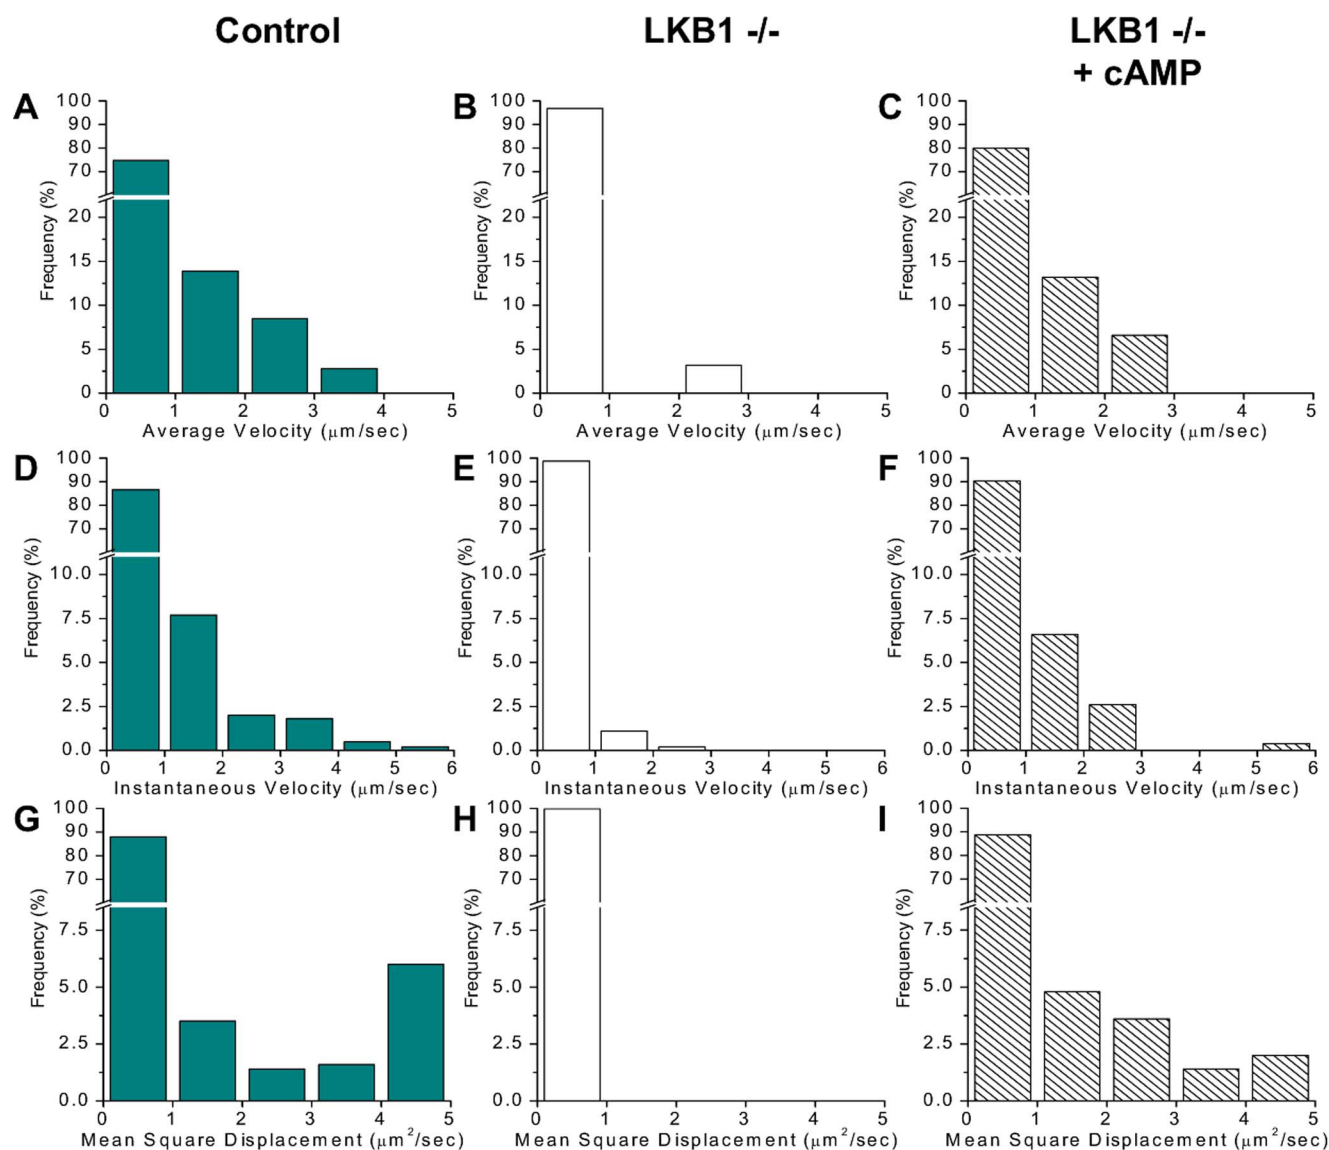 Control
LKB1 -/-
LKB1 -/-
+ cAMP
A
100
90
80
70
20
15
10
5
0
Frequency (%)
0 1 2 3 4 5
Average Velocity (μm/sec)
B
100
90
80
70
20
15
10
5
0
Frequency (%)
0 1 2 3 4 5
Average Velocity (μm/sec)
C
100
90
80
70
20
15
10
5
0
Frequency (%)
0 1 2 3 4 5
Average Velocity (μm/sec)
D
100
90
80
70
10.0
7.5
5.0
2.5
0.0
Frequency (%)
0 1 2 3 4 5 6
Instantaneous Velocity (μm/sec)
E
100
90
80
70
10.0
7.5
5.0
2.5
0.0
Frequency (%)
0 1 2 3 4 5 6
Instantaneous Velocity (μm/sec)
F
100
90
80
70
10.0
7.5
5.0
2.5
0.0
Frequency (%)
0 1 2 3 4 5 6
Instantaneous Velocity (μm/sec)
G
100
90
80
70
7.5
5.0
2.5
0.0
Frequency (%)
0 1 2 3 4 5
Mean Square Displacement (μm²/sec)
H
100
90
80
70
7.5
5.0
2.5
0.0
Frequency (%)
0 1 2 3 4 5
Mean Square Displacement (μm²/sec)
I
100
90
80
70
7.5
5.0
2.5
0.0
Frequency (%)
0 1 2 3 4 5
Mean Square Displacement (μm²/sec)